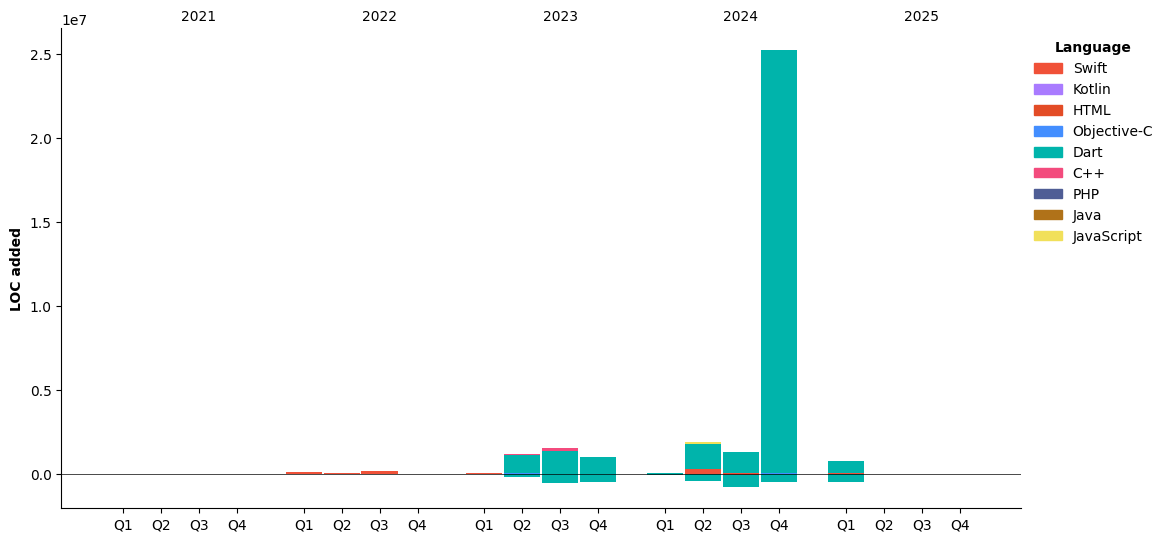 1e7
2021 2022 2023 2024 2025
Language
Swift
Kotlin
HTML
Objective-C
Dart
C++
PHP
Java
JavaScript
LOC added
2.5
2.0
1.5
1.0
0.5
0.0
Q1 Q2 Q3 Q4 Q1 Q2 Q3 Q4 Q1 Q2 Q3 Q4 Q1 Q2 Q3 Q4 Q1 Q2 Q3 Q4